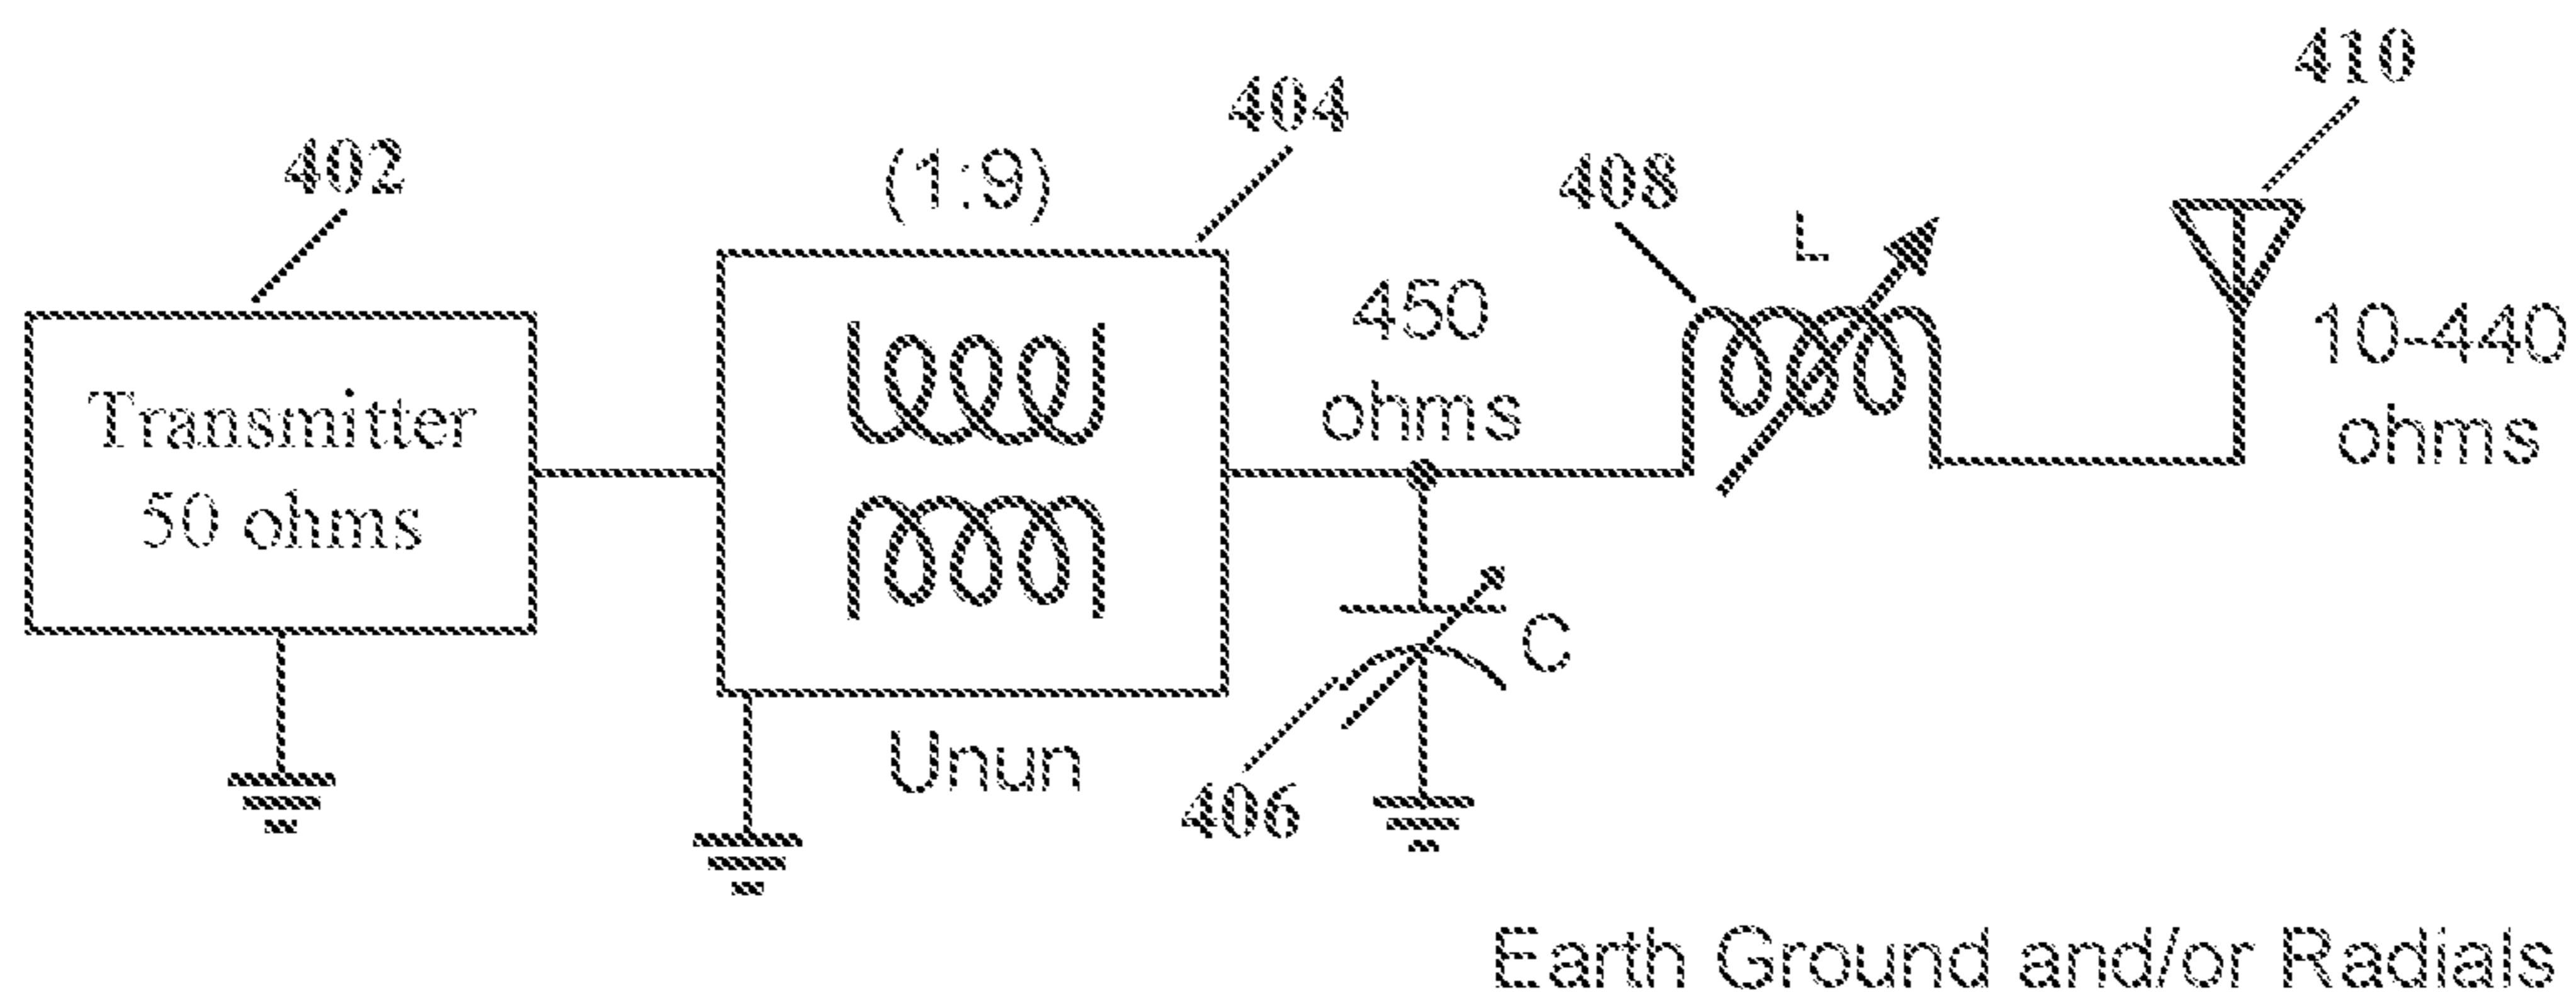 410
404
402
(1:9)
408
L
450
ohms
10-440
ohms
Transmitter
50 ohms
C
Unun
406
Earth Ground and/or Radials